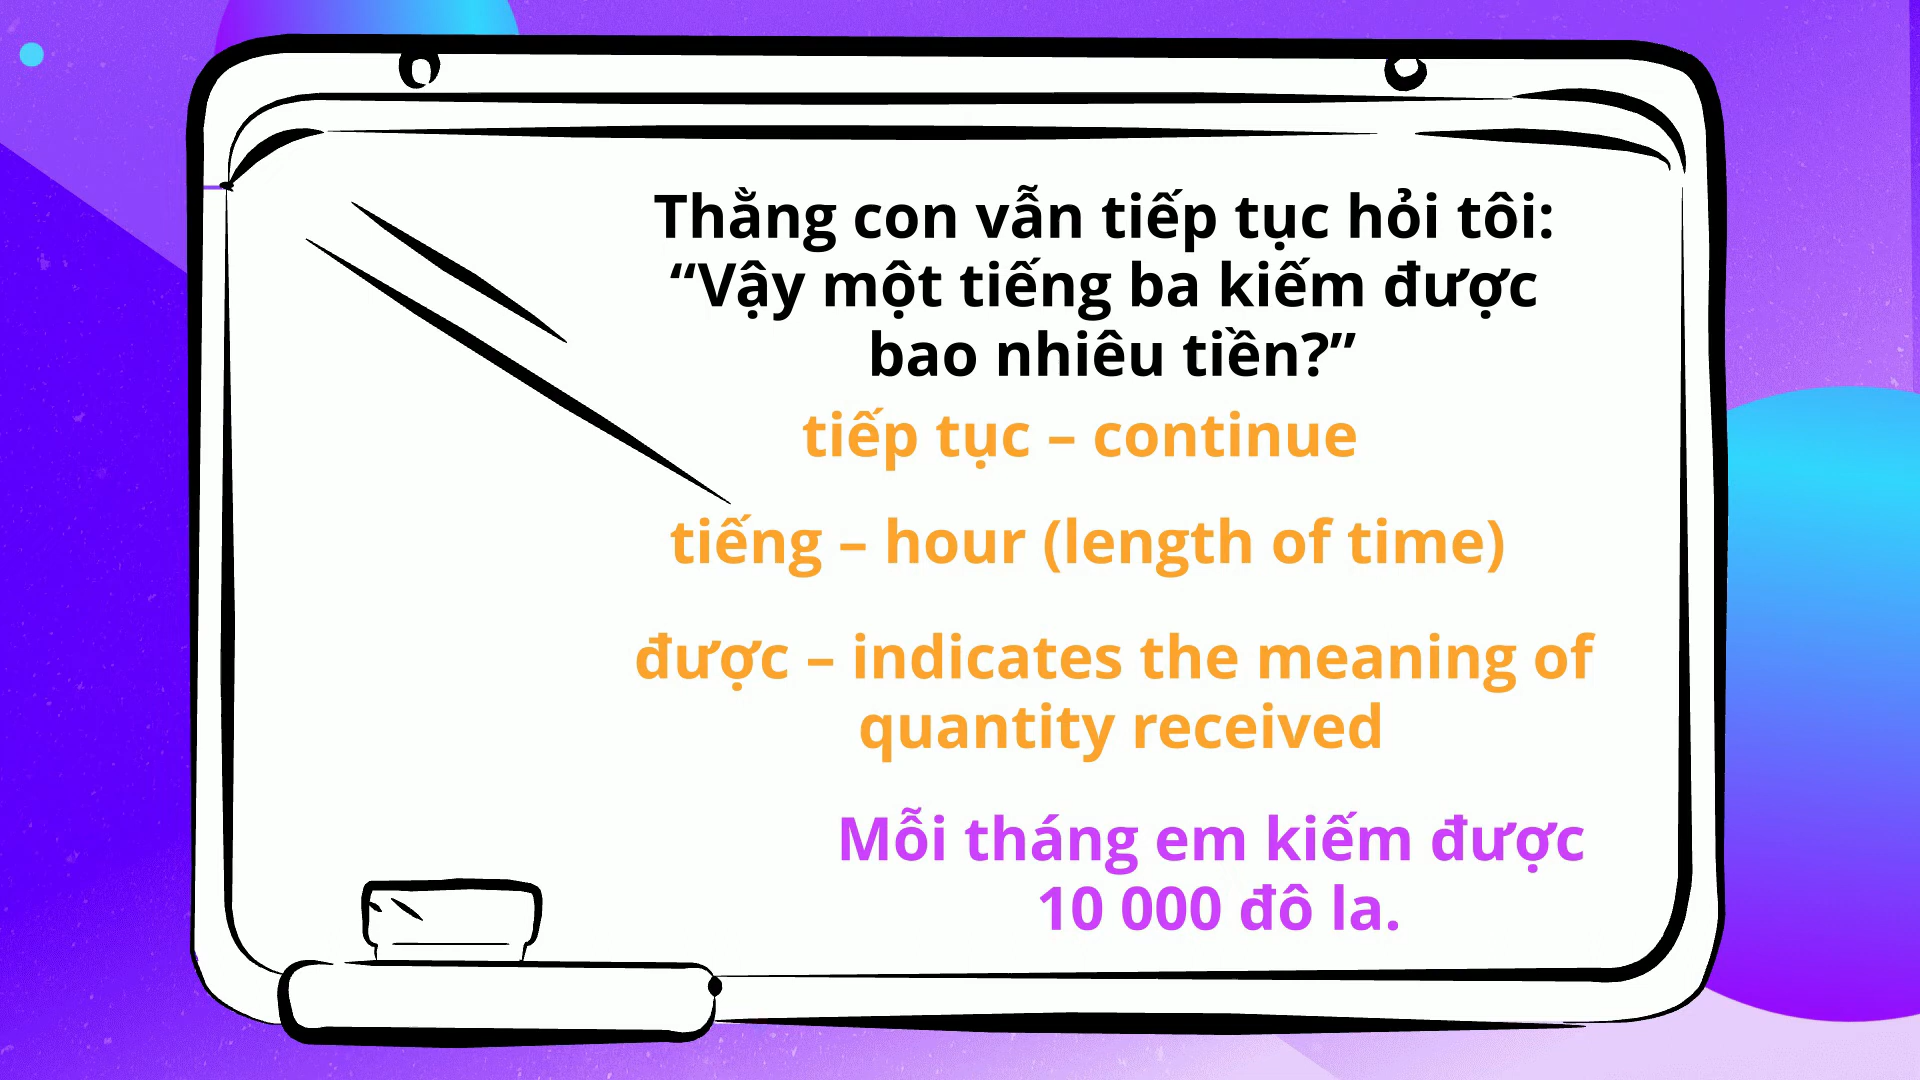 Thằng con vẫn tiếp tục hỏi tôi:
“Vậy một tiếng ba kiếm được
bao nhiêu tiền?”
tiếp tục – continue
tiếng – hour (length of time)
được – indicates the meaning of
quantity received
Mỗi tháng em kiếm được
10 000 đô la.